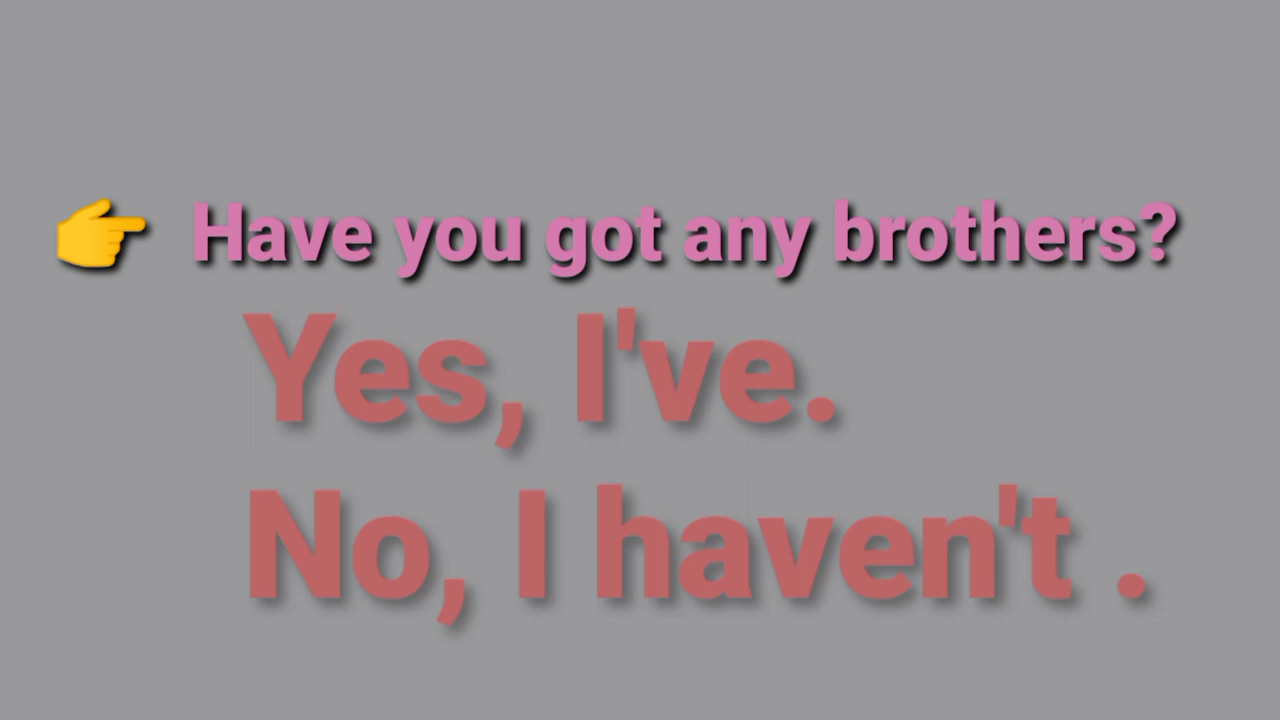 👉 Have you got any brothers?
Yes, I've.
No, I haven't .